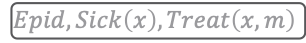 Epid, Sick(x), Treat(x, m)